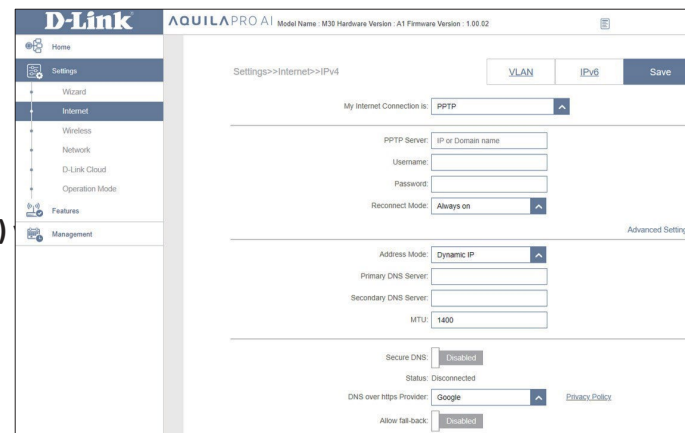 D-Link
AQUILA PRO AI Model Name : M30 Hardware Version : A1 Firmware Version : 1.00.02
Home
Settings
Wizard
Internet
Wireless
Network
D-Link Cloud
Operation Mode
Features
Management
)
Settings>>Internet>>IPv4
VLAN
IPv6
Save
My Internet Connection is: PPTP
PPTP Server: IP or Domain name
Username:
Password:
Reconnect Mode: Always on
Advanced Setting
Address Mode: Dynamic IP
Primary DNS Server:
Secondary DNS Server:
MTU: 1400
Secure DNS: Disabled
Status: Disconnected
DNS over https Provider: Google Privacy Policy
Allow fall-back: Disabled